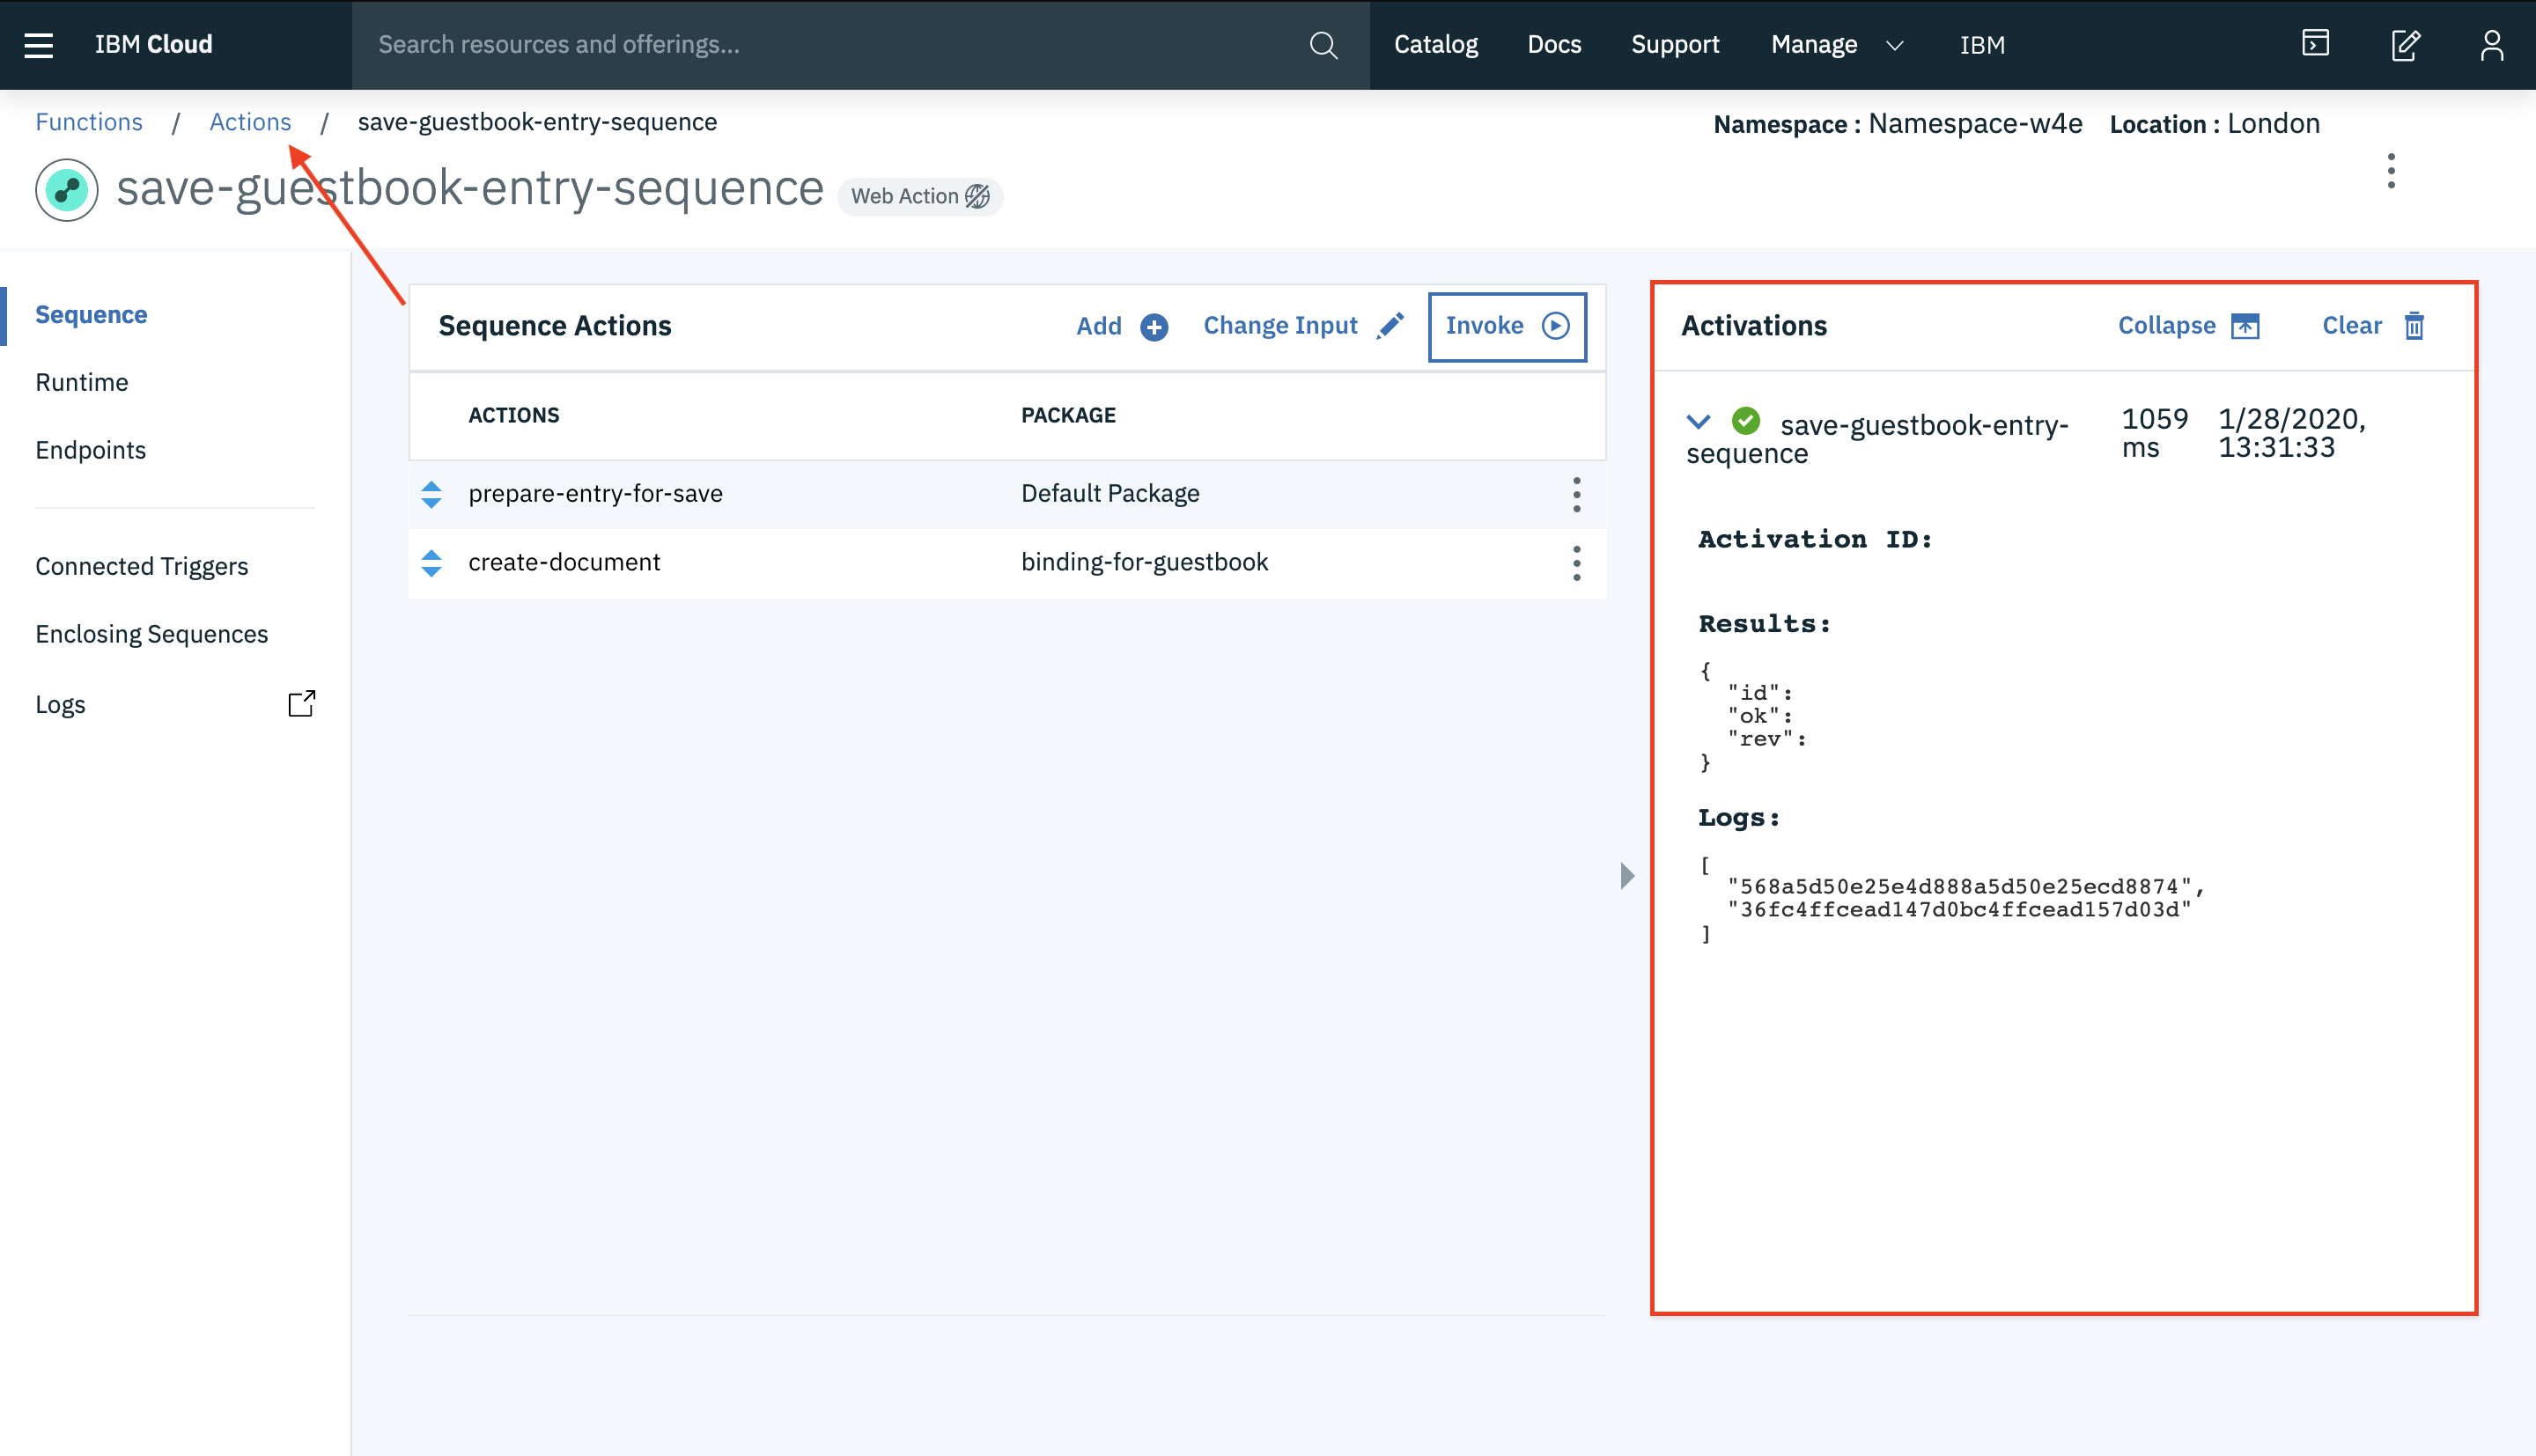 IBM Cloud
Search resources and offerings...
Catalog
Docs
Support
Manage
IBM
Functions / Actions / save-guestbook-entry-sequence
Namespace : Namespace-w4e Location : London
save-guestbook-entry-sequence
Web Action
Sequence
Runtime
Endpoints
Connected Triggers
Enclosing Sequences
Logs
Sequence Actions
Add
Change Input
Invoke
ACTIONS PACKAGE
prepare-entry-for-save Default Package
create-document binding-for-guestbook
Activations
Collapse
Clear
save-guestbook-entry-
sequence
1059
ms
1/28/2020,
13:31:33
Activation ID:
Results:
{
"id":
"ok":
"rev":
}
Logs:
[
"568a5d50e25e4d888a5d50e25ecd8874",
"36fc4ffcead147d0bc4ffcead157d03d"
]